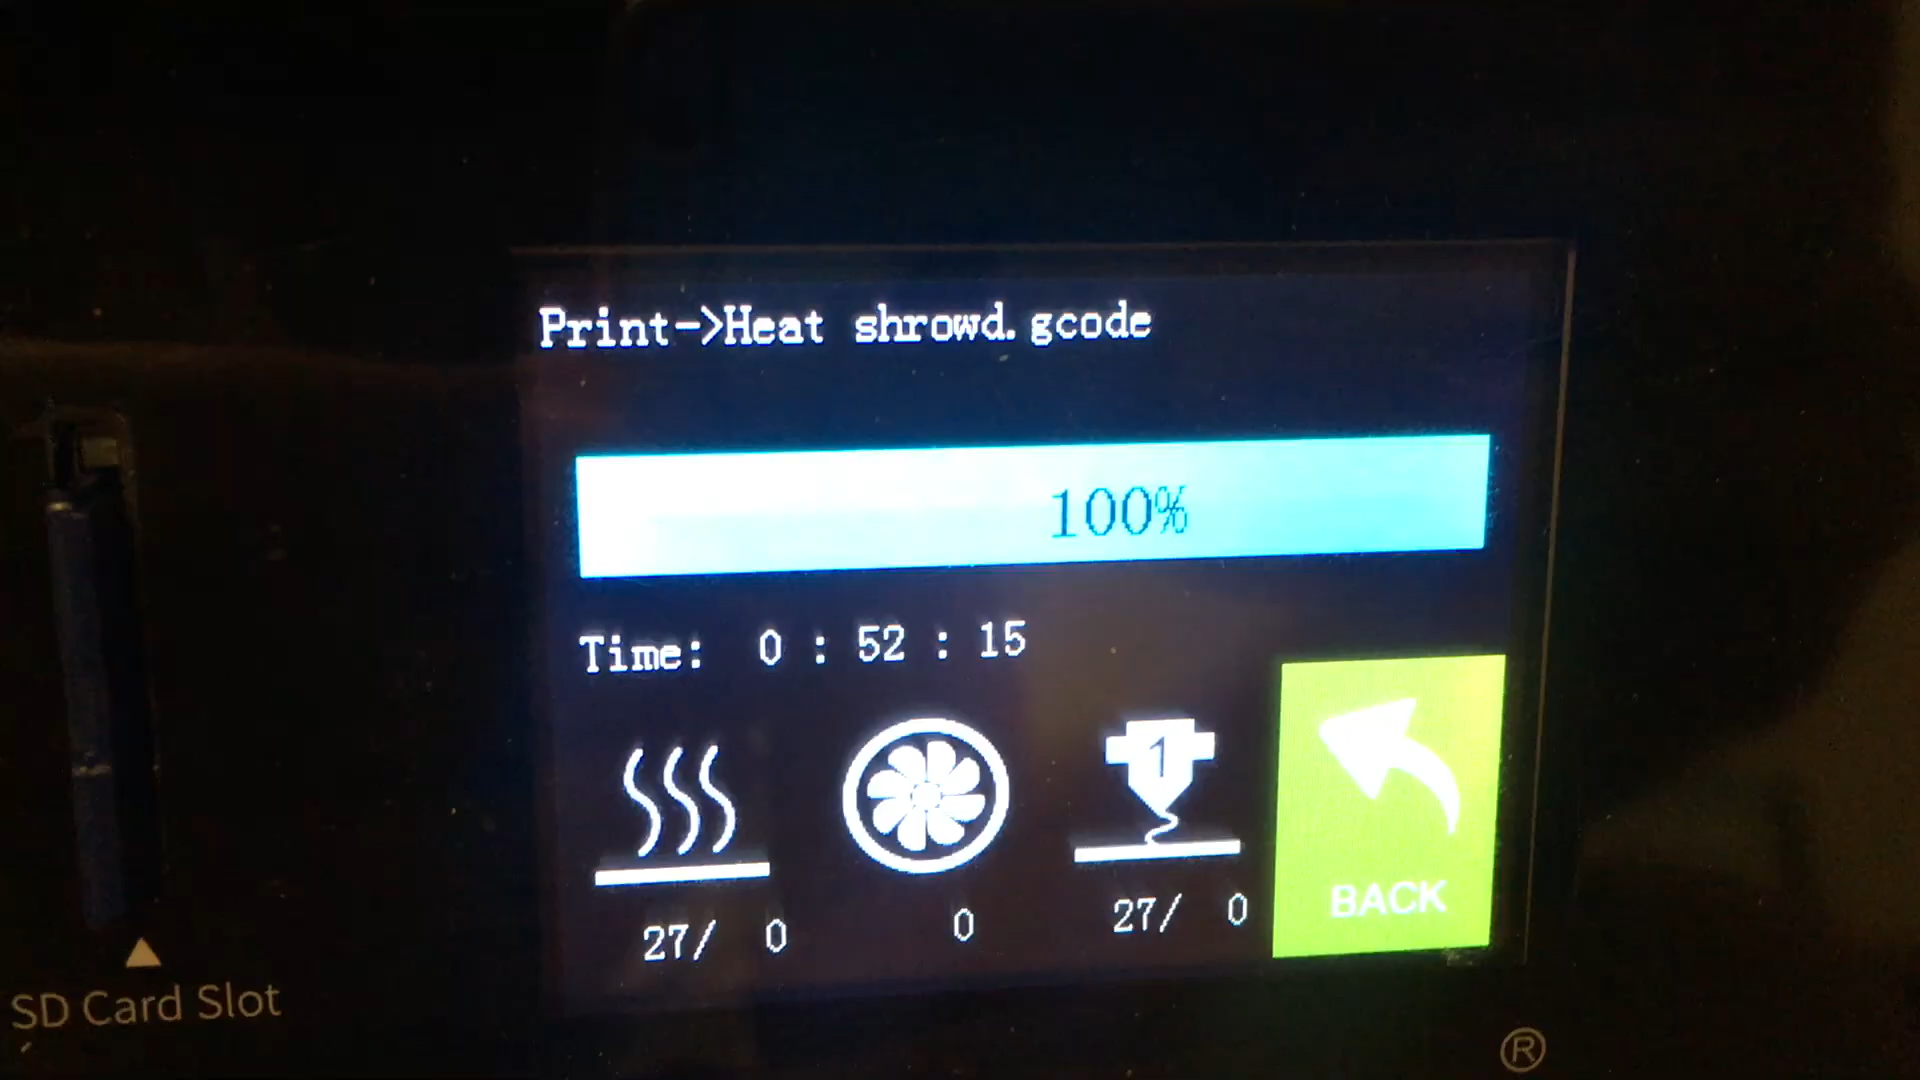 Print->Heat shrowd.gcode
100%
Time: 0 : 52 : 15
1
27/ 0
0
27/ 0
BACK
SD Card Slot
®